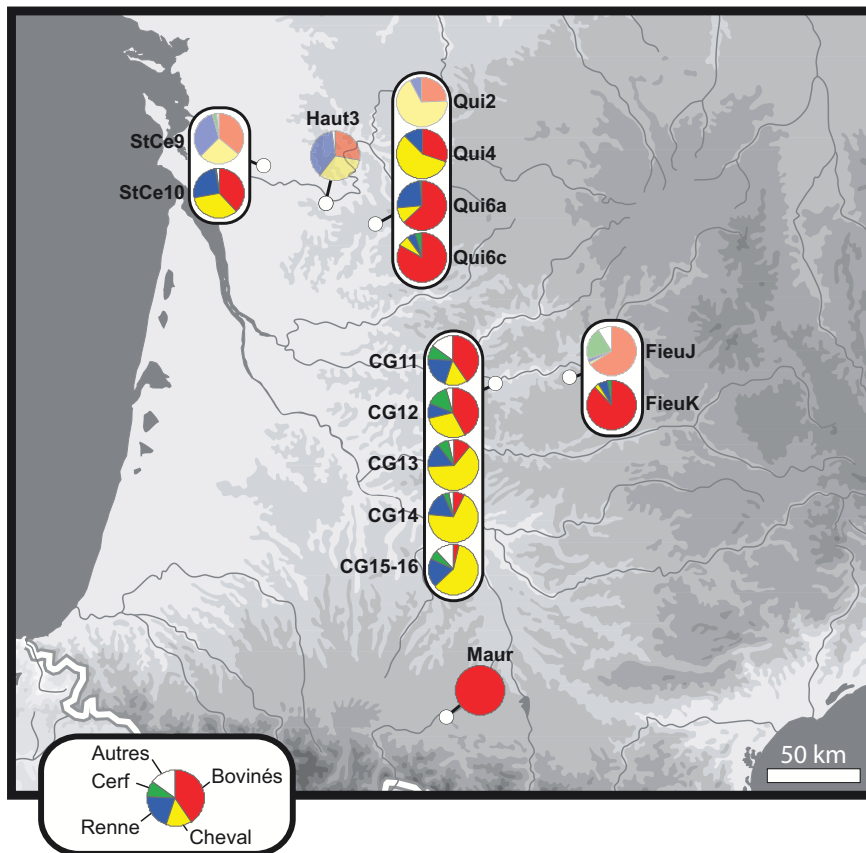 Qui2
Haut3
StCe9
Qui4
StCe10
Qui6a
Qui6c
CG11
FieuJ
CG12
FieuK
CG13
CG14
CG15-16
Maur
50 km
Autres
Cerf
Bovinés
Renne
Cheval